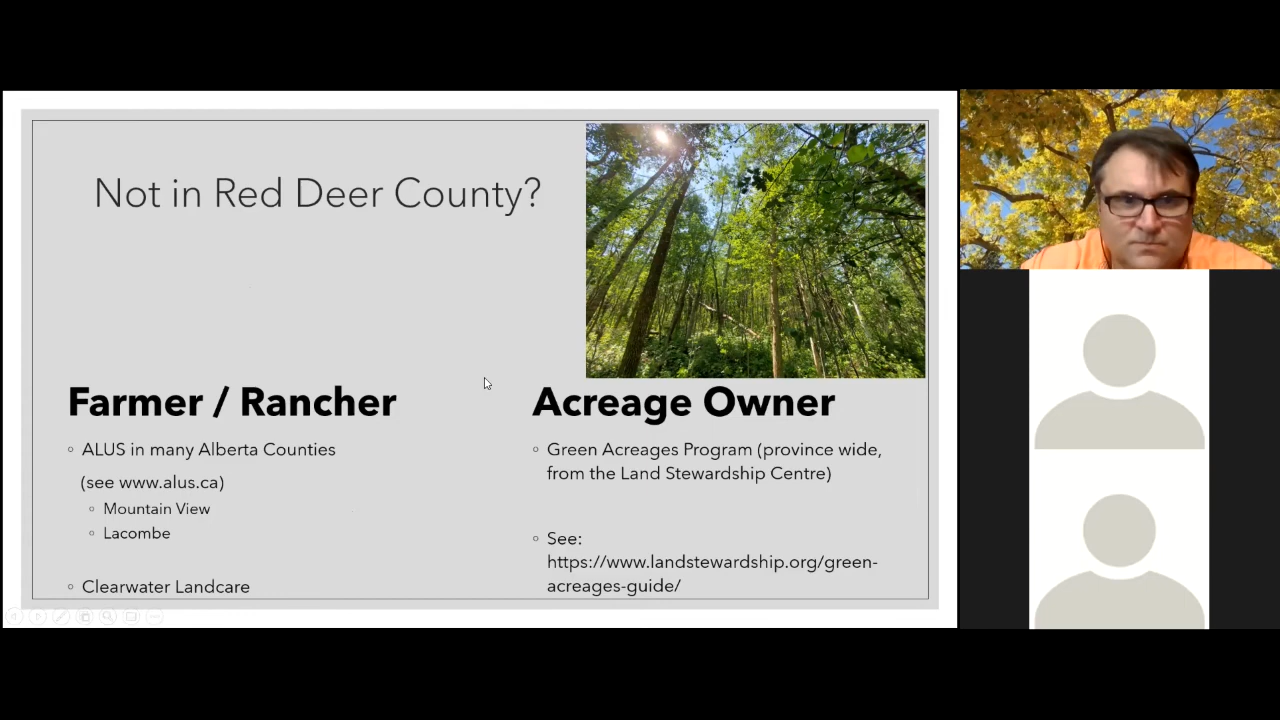 Not in Red Deer County?
Farmer / Rancher
ALUS in many Alberta Counties
(see www.alus.ca)
Mountain View
Lacombe
Clearwater Landcare
Acreage Owner
Green Acreages Program (province wide,
from the Land Stewardship Centre)
See:
https://www.landstewardship.org/green-
acreages-guide/